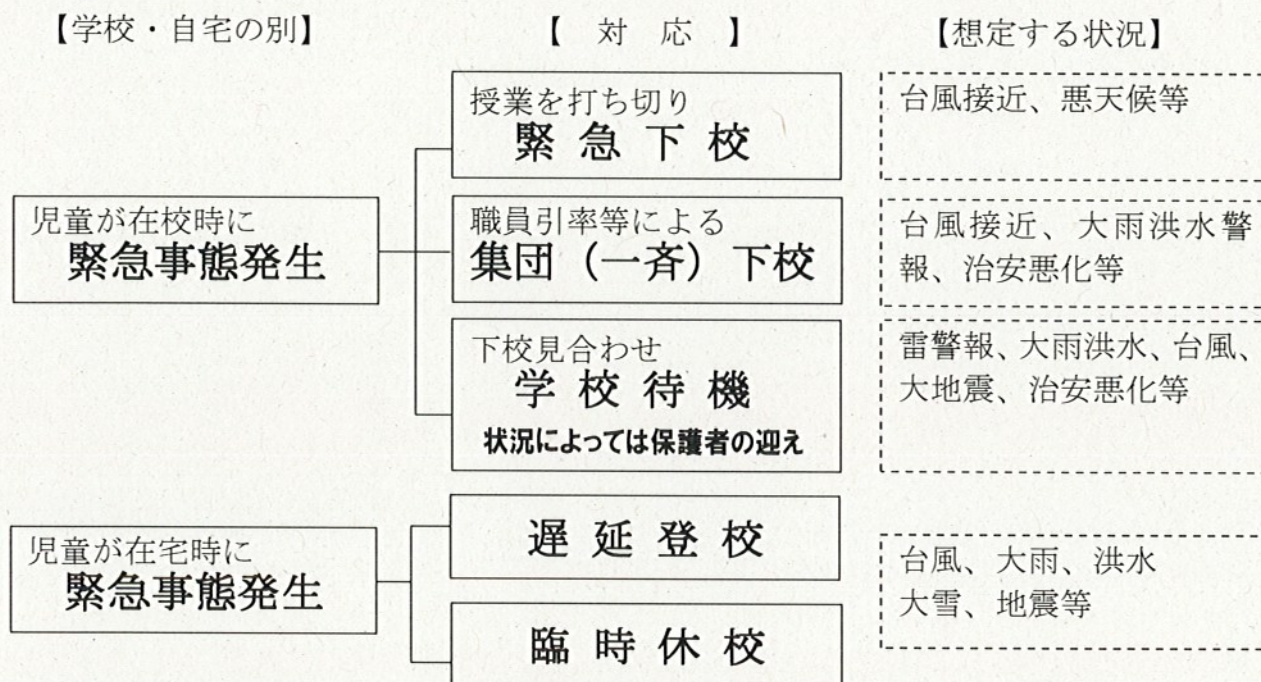 【学校・自宅の別】
【 対 応 】
【想定する状況】
児童が在校時に
緊急事態発生
授業を打ち切り
緊 急 下 校
台風接近、悪天候等
職員引率等による
集団（一斉）下校
台風接近、大雨洪水警
報、治安悪化等
下校見合わせ
学 校 待 機
状況によっては保護者の迎え
雷警報、大雨洪水、台風、
大地震、治安悪化等
児童が在宅時に
緊急事態発生
遅 延 登 校
臨 時 休 校
台風、大雨、洪水
大雪、地震等